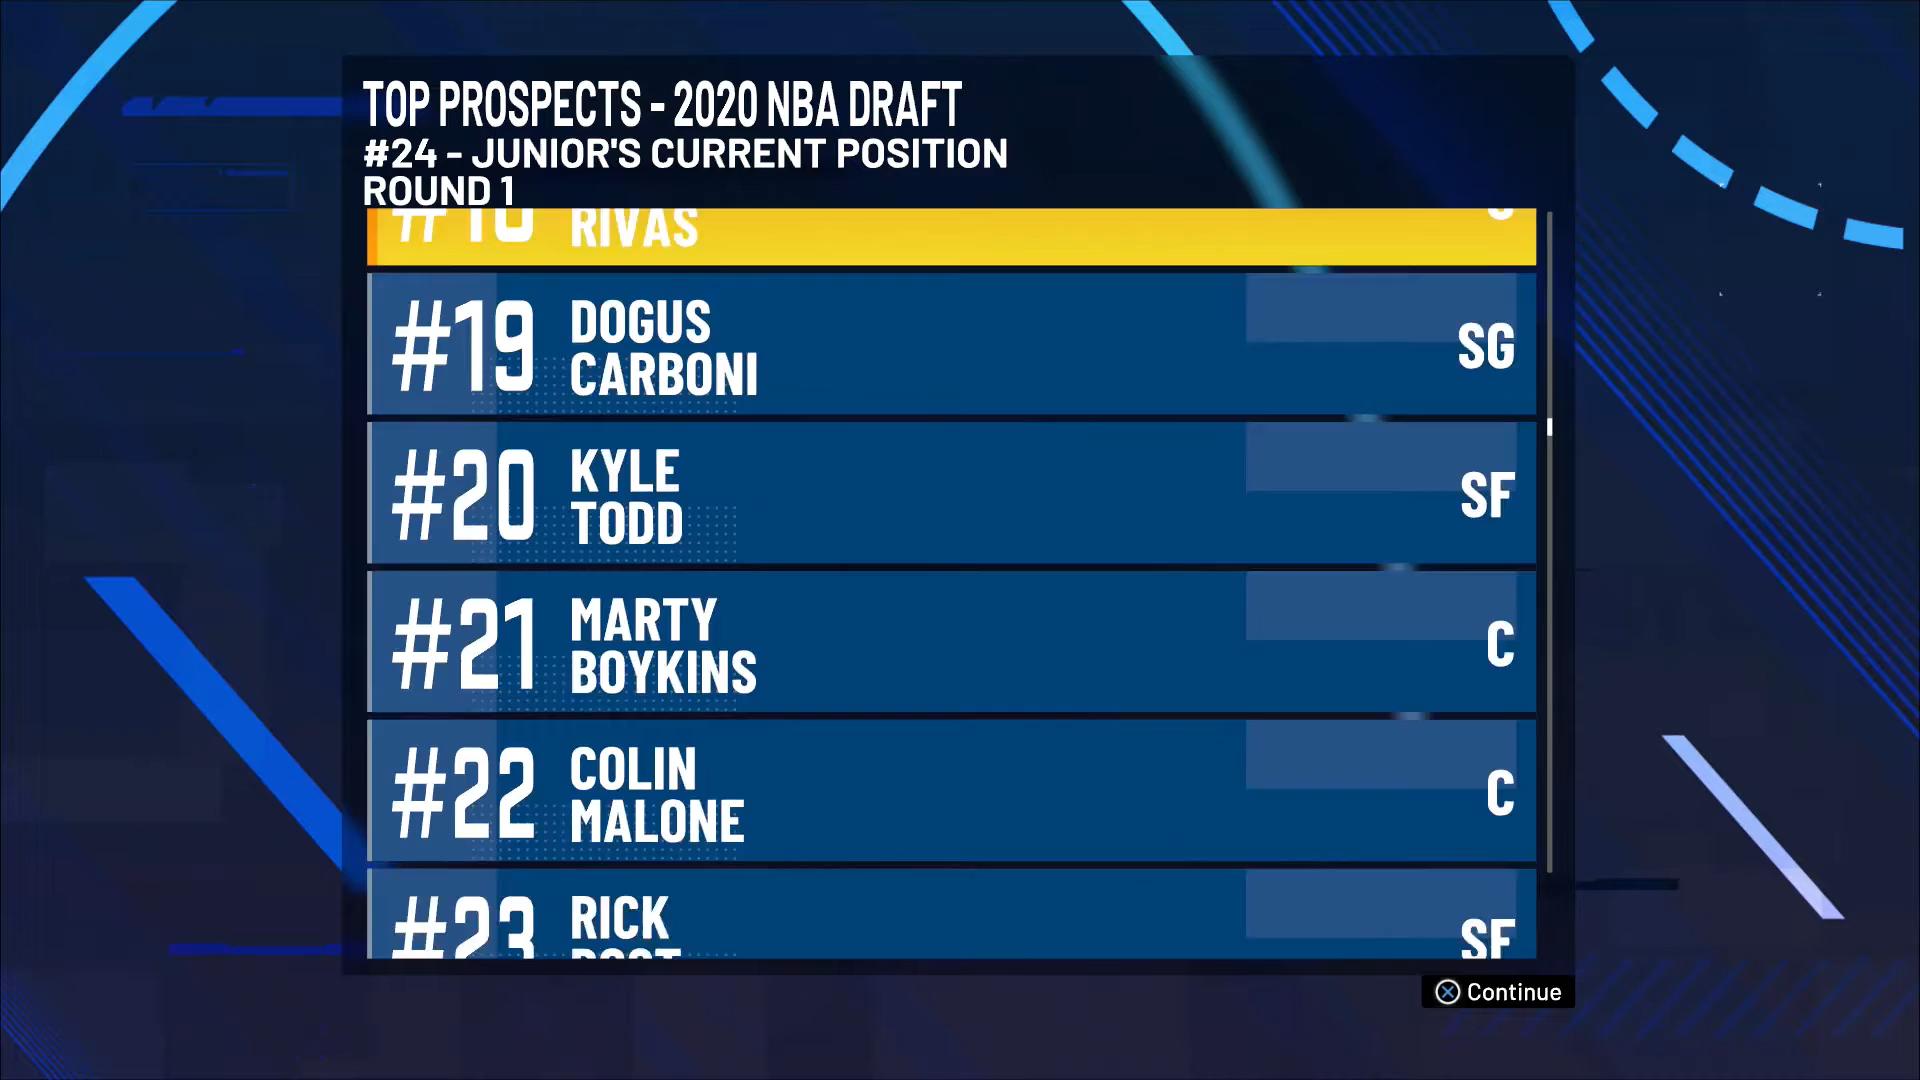 TOP PROSPECTS - 2020 NBA DRAFT
#24 - JUNIOR'S CURRENT POSITION
ROUND 1
RIVAS
#19 DOGUS CARBONI SG
#20 KYLE TODD SF
#21 MARTY BOYKINS C
#22 COLIN MALONE C
#23 RICK SF
Continue